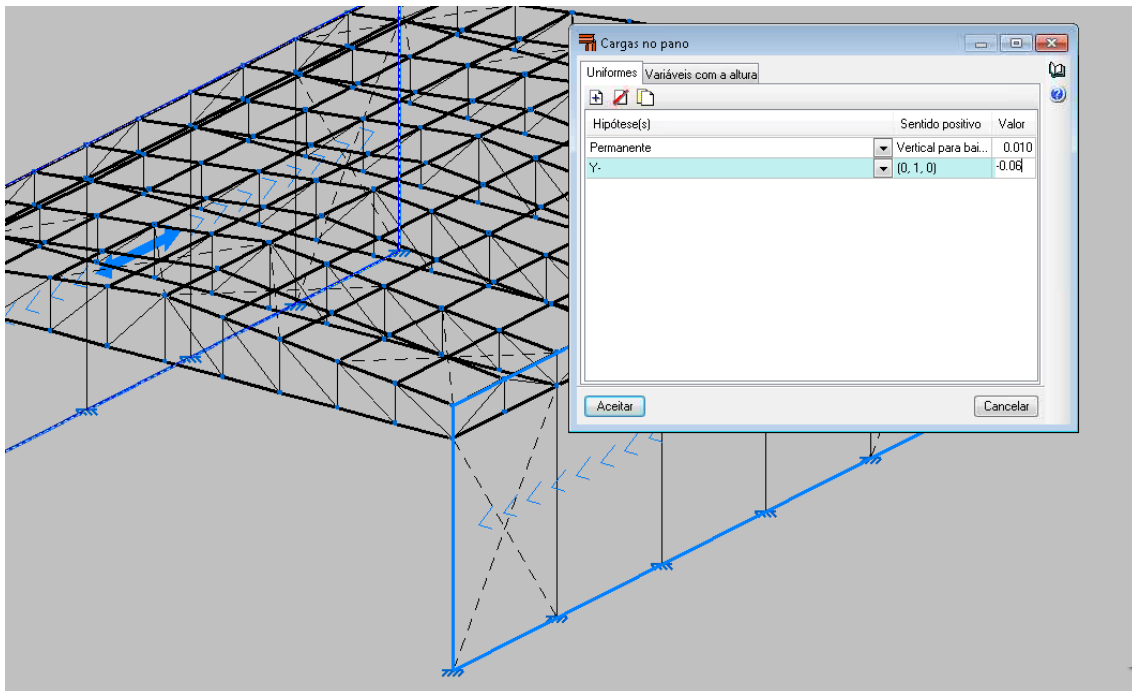 Cargas no pano
Uniformes Variáveis com a altura
Hipótese(s) Sentido positivo Valor
Permanente Vertical para bai... 0.010
Y- (0, 1, 0) -0.06
Aceitar Cancelar